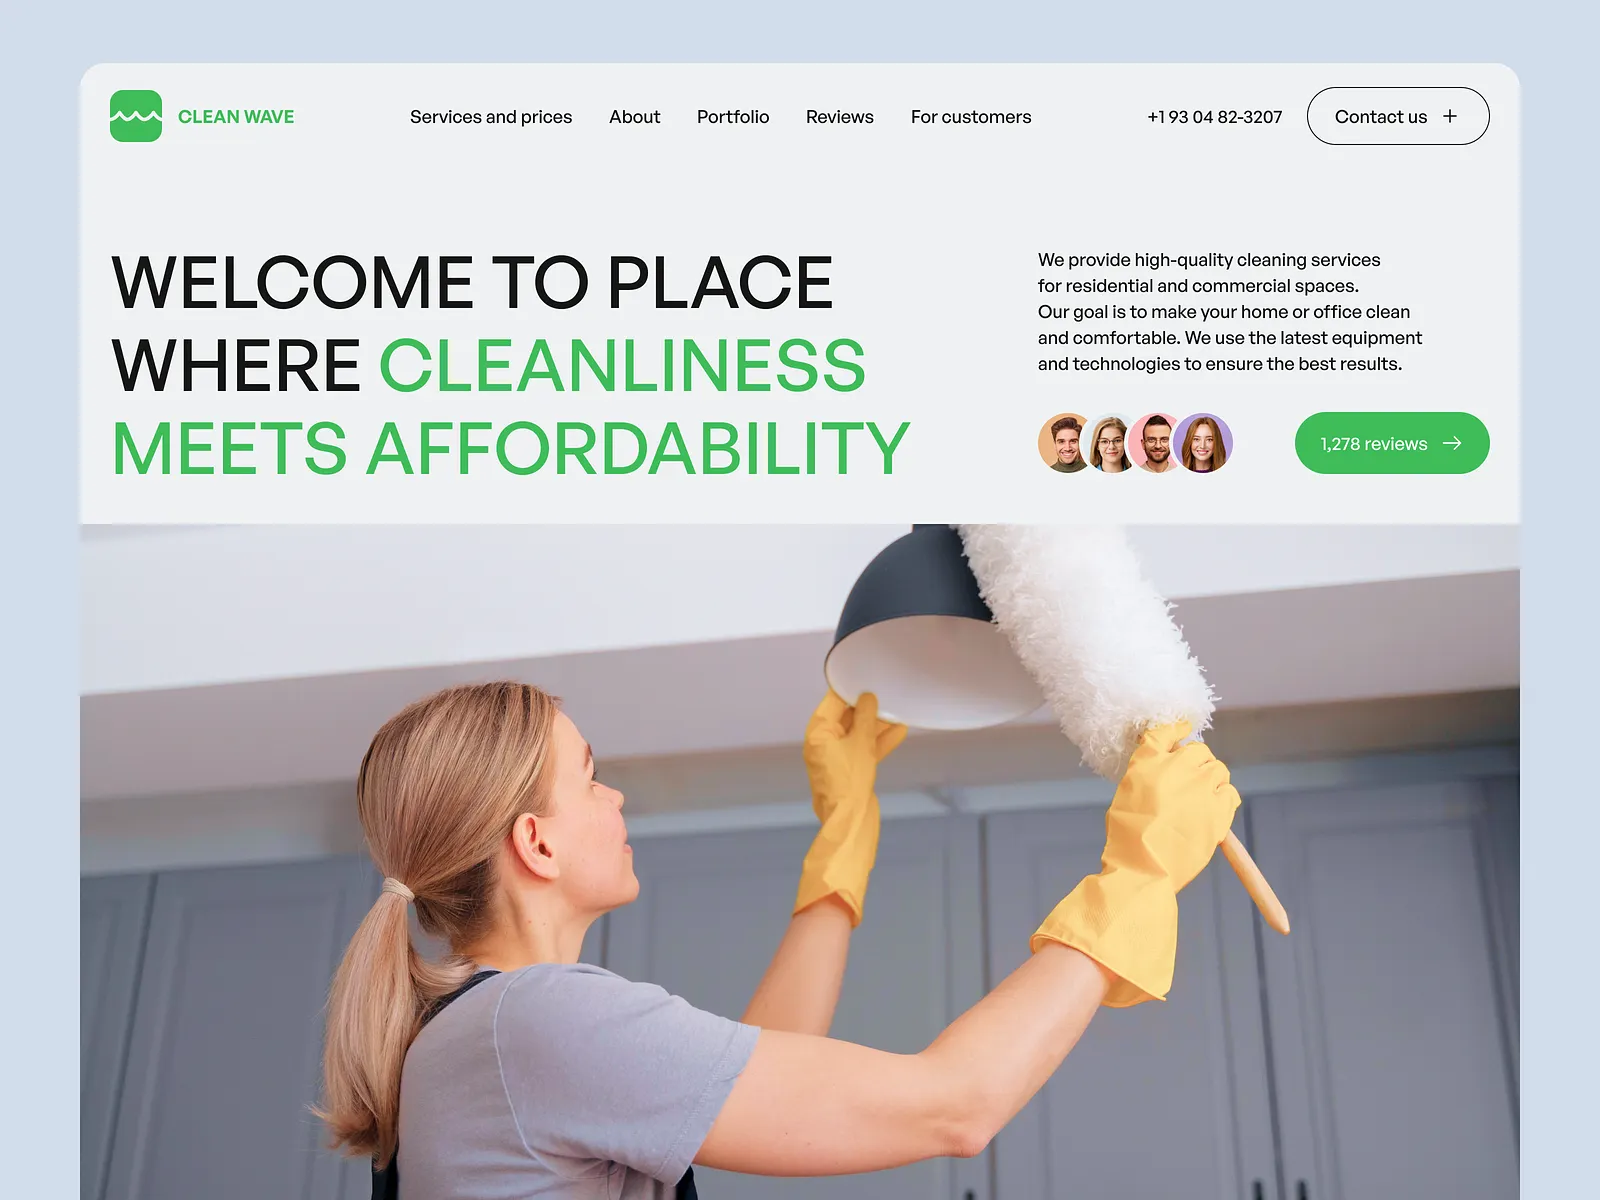 CLEAN WAVE
Services and prices
About
Portfolio
Reviews
For customers
+1 93 04 82-3207
Contact us +
WELCOME TO PLACE
WHERE CLEANLINESS
MEETS AFFORDABILITY
We provide high-quality cleaning services
for residential and commercial spaces.
Our goal is to make your home or office clean
and comfortable. We use the latest equipment
and technologies to ensure the best results.
1,278 reviews →